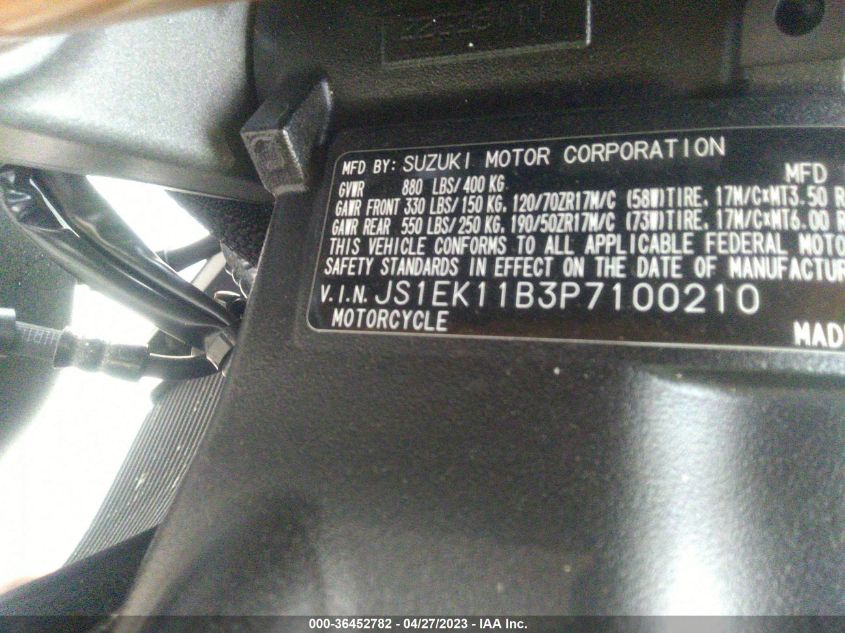 MFD BY: SUZUKI MOTOR CORPORATION MFD
GVWR 880 LBS/400 KG
GAWR FRONT 330 LBS/150 KG, 120/70ZR17M/C (58W)TIRE, 17M/C×MT3.50 R
GAWR REAR 550 LBS/250 KG, 190/50ZR17M/C (73W)TIRE, 17M/C×MT6.00 R
THIS VEHICLE CONFORMS TO ALL APPLICABLE FEDERAL MOTO
SAFETY STANDARDS IN EFFECT ON THE DATE OF MANUFACTUR
V.I.N. JS1EK11B3P7100210
MOTORCYCLE MAD
000-36452782 - 04/27/2023 - IAA Inc.